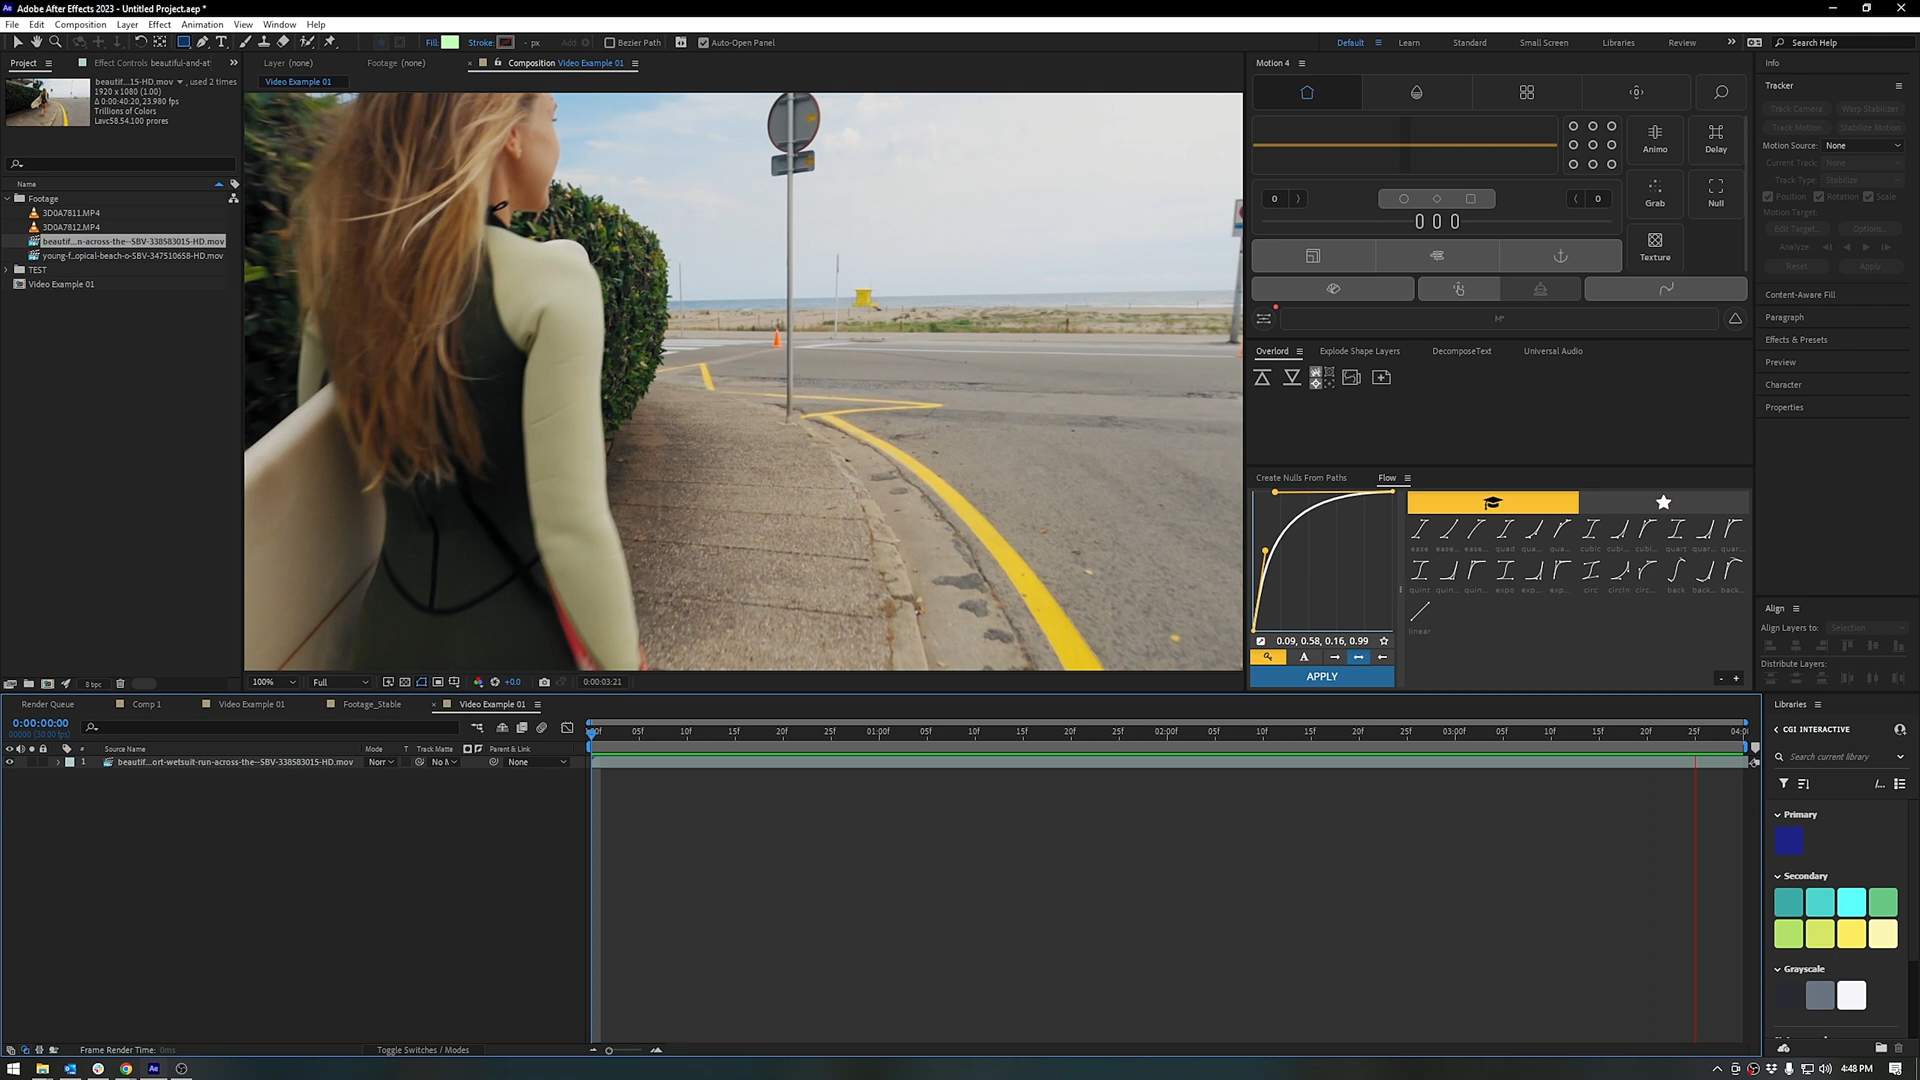 Adobe After Effects 2023 - Untitled Project.aep *
File Edit Composition Layer Effect Animation View Window Help
Fill: Stroke: - px Add Bezier Path Auto-Open Panel
Default Learn Standard Small Screen Libraries Review Search Help
Project Effect Controls beautiful-and-at
Layer (none) Footage (none) Composition Video Example 01
Video Example 01
beautif...15-HD.mov , used 2 times
1920 x 1080 (1.00)
Δ 0:00:40:20, 23.980 fps
Trillions of Colors
Lavc58.54.100 prores
Name
Footage
3D0A7811.MP4
3D0A7812.MP4
beautif...n-across-the--SBV-338583015-HD.mov
young-f...opical-beach-o-SBV-347510658-HD.mov
TEST
Video Example 01
8 bpc
100% Full +0.0 0:00:03:21
Motion 4
Animo Delay
Grab Null
Texture
0 0
Overlord Explode Shape Layers DecomposeText Universal Audio
Create Nulls From Paths Flow
ease ease... ease... quad qua... qua... cubic cubi... cubi... quart quar... quar...
quint quin... quin... expo exp... exp... circ circIn circ... back back... back...
linear
0.09, 0.58, 0.16, 0.99
A
APPLY
Info
Tracker
Track Camera Warp Stabilizer
Track Motion Stabilize Motion
Motion Source: None
Current Track: None
Track Type: Stabilize
Position Rotation Scale
Motion Target:
Edit Target... Options...
Analyze:
Reset Apply
Content-Aware Fill
Paragraph
Effects & Presets
Preview
Character
Properties
Align
Align Layers to: Selection
Distribute Layers:
Render Queue Comp 1 Video Example 01 Footage_Stable Video Example 01
0:00:00:00
00000 (30.00 fps)
05f 10f 15f 20f 25f 01:00f 05f 10f 15f 20f 25f 02:00f 05f 10f 15f 20f 25f 03:00f 05f 10f 15f 20f 25f 04:0
# Source Name Mode T Track Matte Parent & Link
1 beautif...ort-wetsuit-run-across-the--SBV-338583015-HD.mov Norr No M None
Frame Render Time: 0ms Toggle Switches / Modes
Libraries
CGI INTERACTIVE
Search current library
Primary
Secondary
Grayscale
4:48 PM